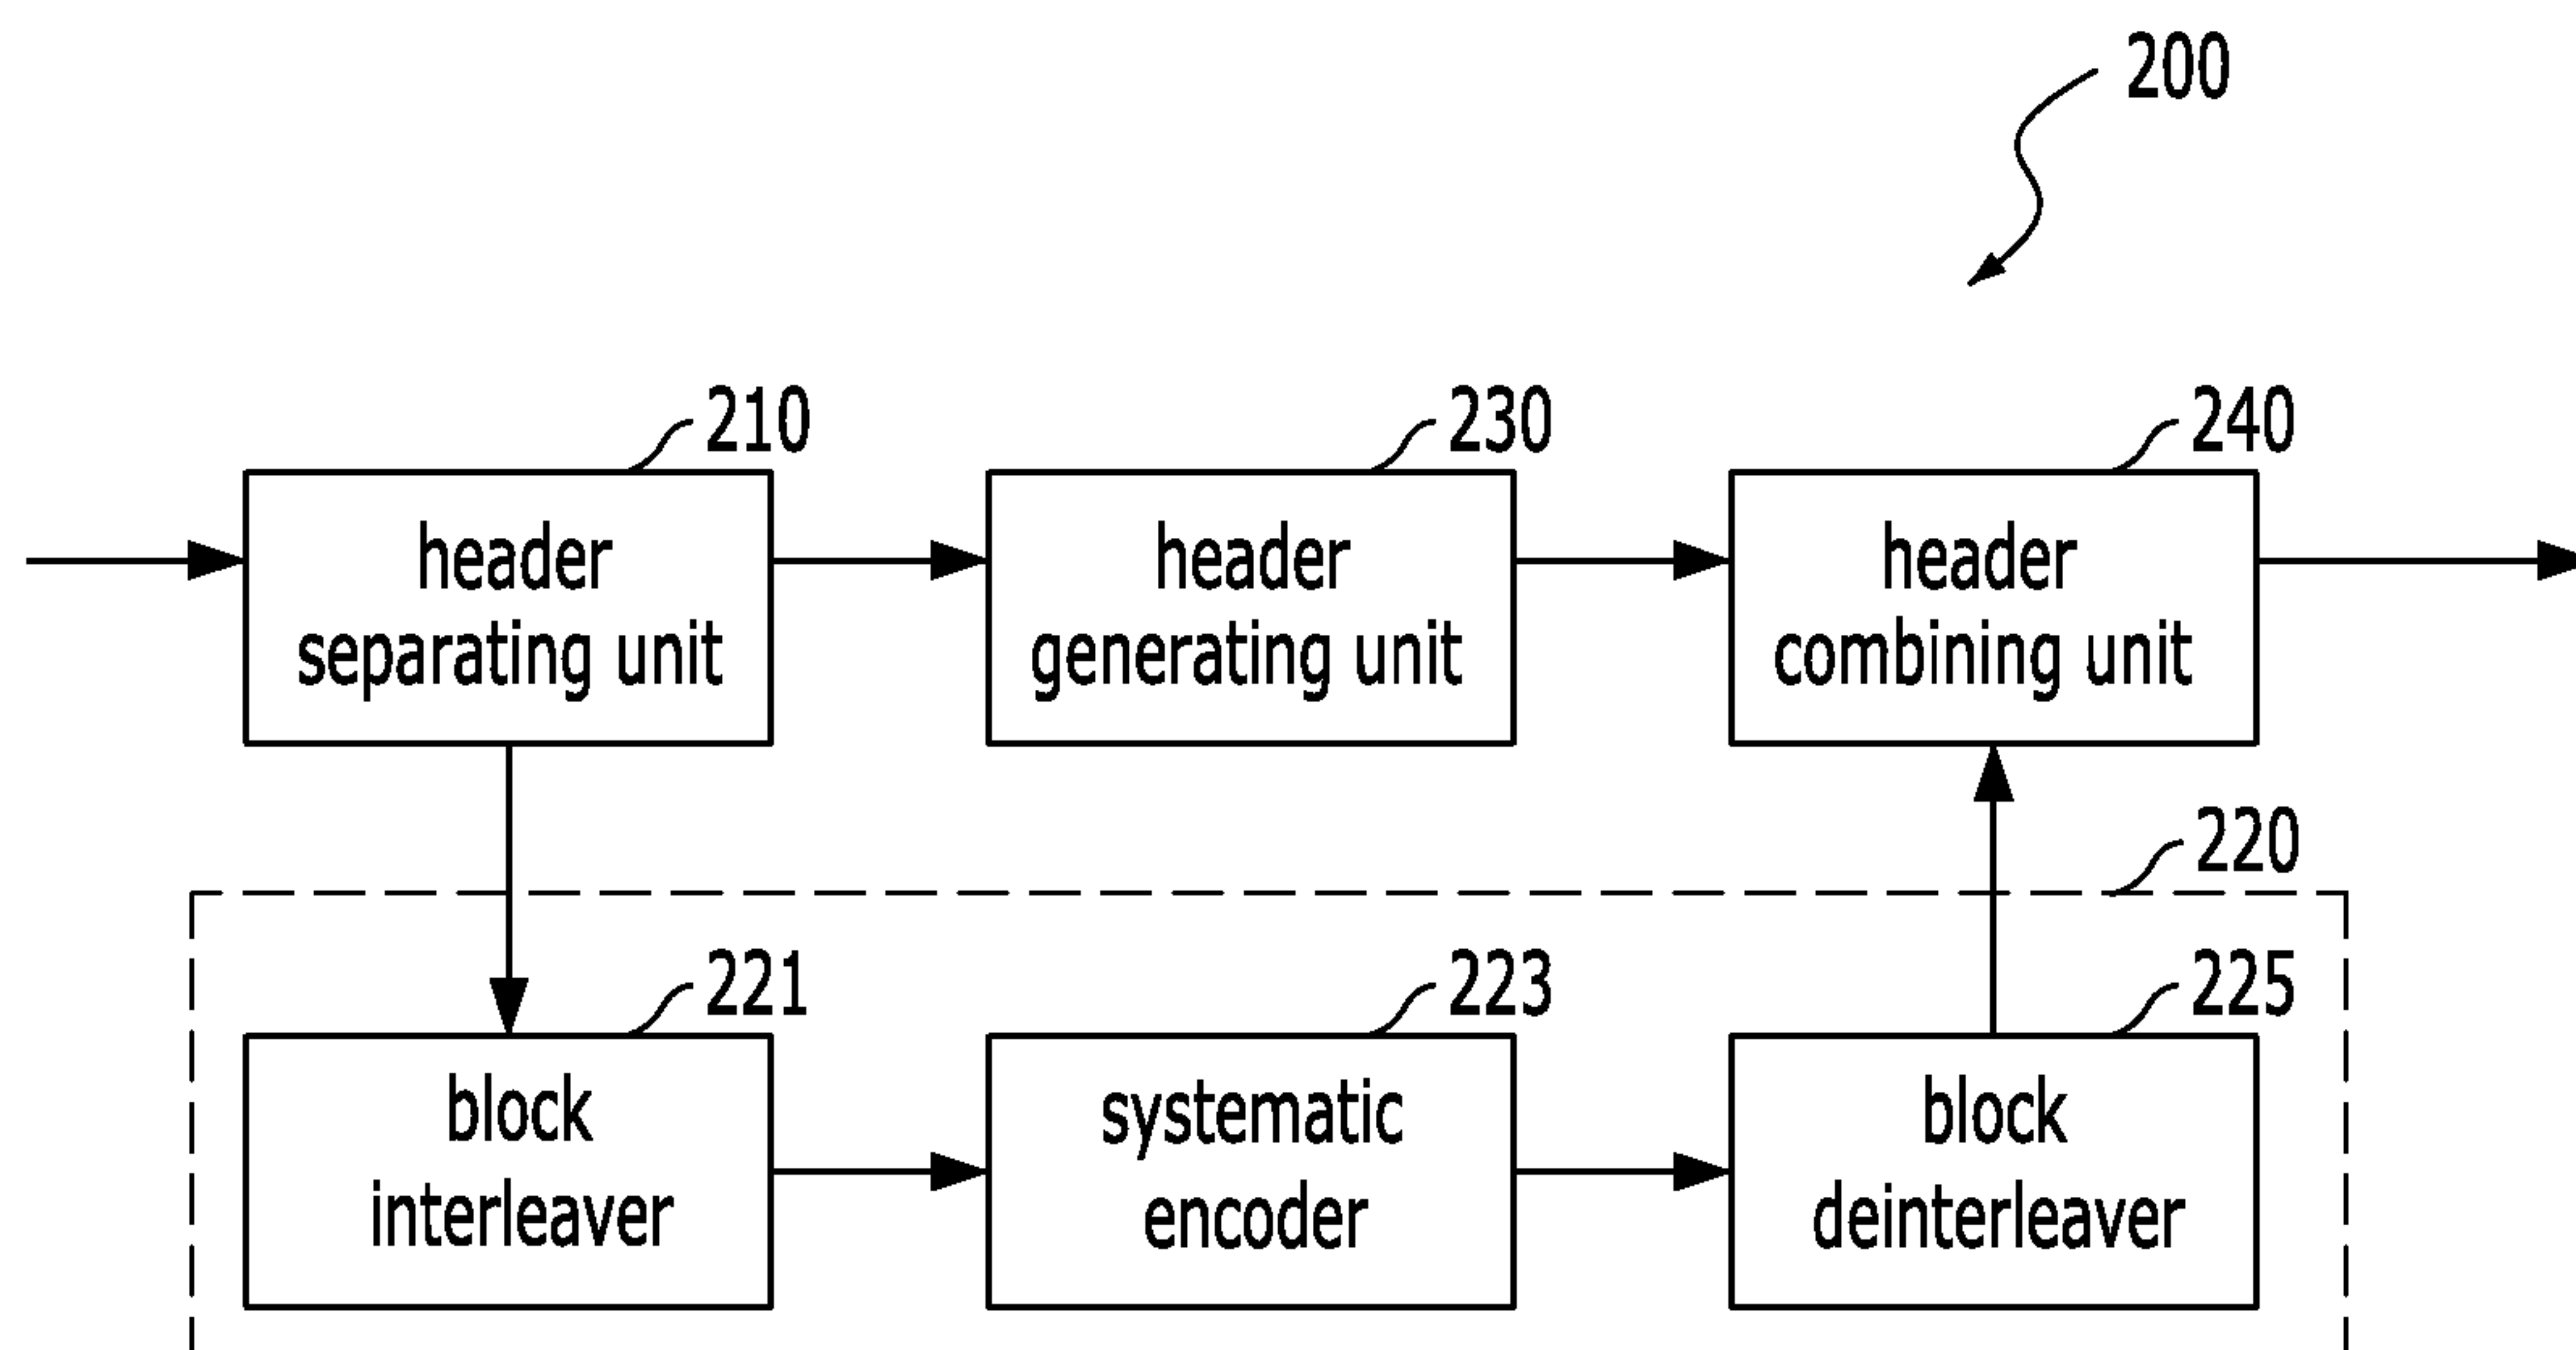 200
210
230
240
header
separating unit
header
generating unit
header
combining unit
220
221
223
225
block
interleaver
systematic
encoder
block
deinterleaver